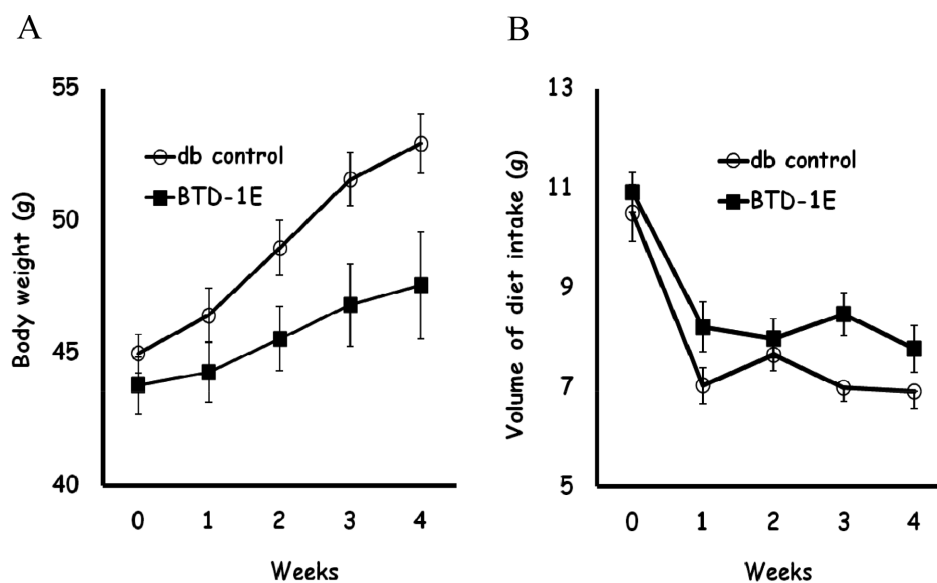 A
Body weight (g)
55
50
45
40
db control
BTD-1E
0 1 2 3 4
Weeks
B
Volume of diet intake (g)
13
11
9
7
5
db control
BTD-1E
0 1 2 3 4
Weeks